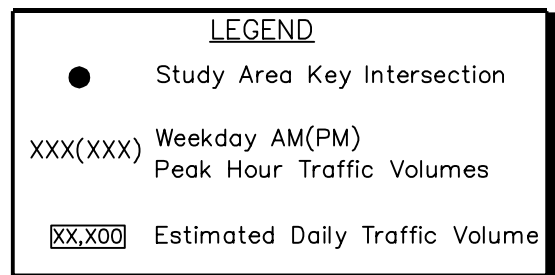 LEGEND
Study Area Key Intersection
XXX(XXX) Weekday AM(PM)
Peak Hour Traffic Volumes
XX,X00 Estimated Daily Traffic Volume